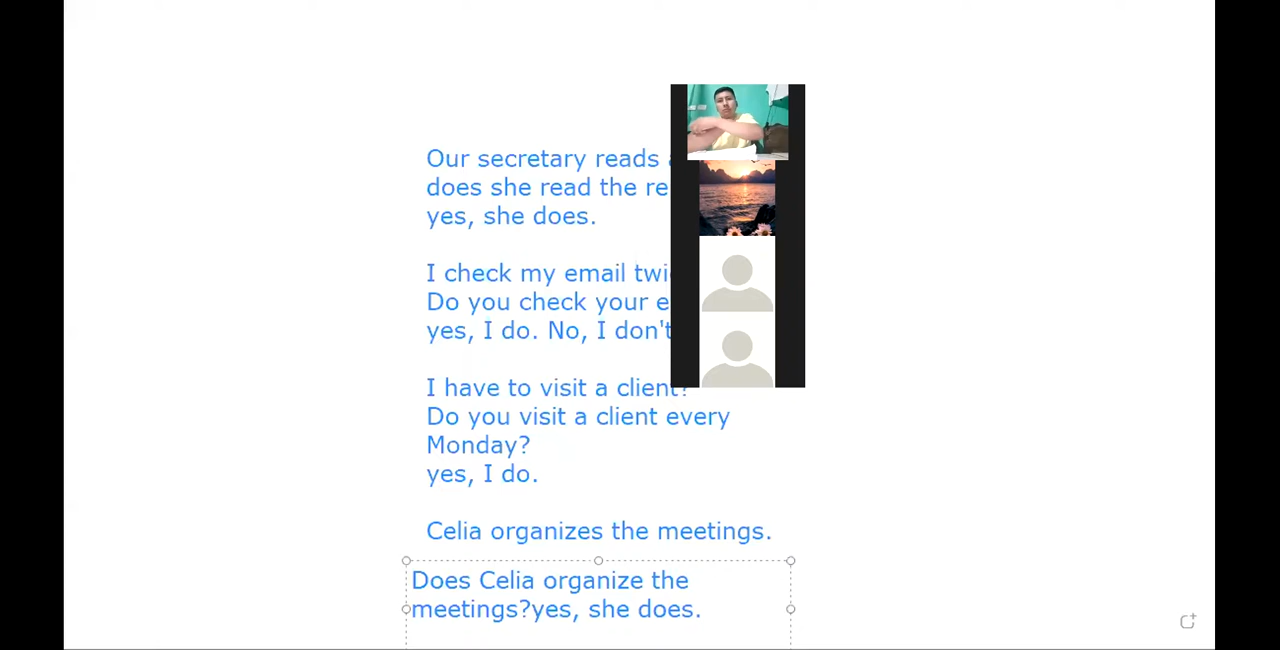 Our secretary reads
does she read the
yes, she does.
I check my email
Do you check your
yes, I do. No, I don't
I have to visit a client?
Do you visit a client every
Monday?
yes, I do.
Celia organizes the meetings.
Does Celia organize the
meetings?yes, she does.